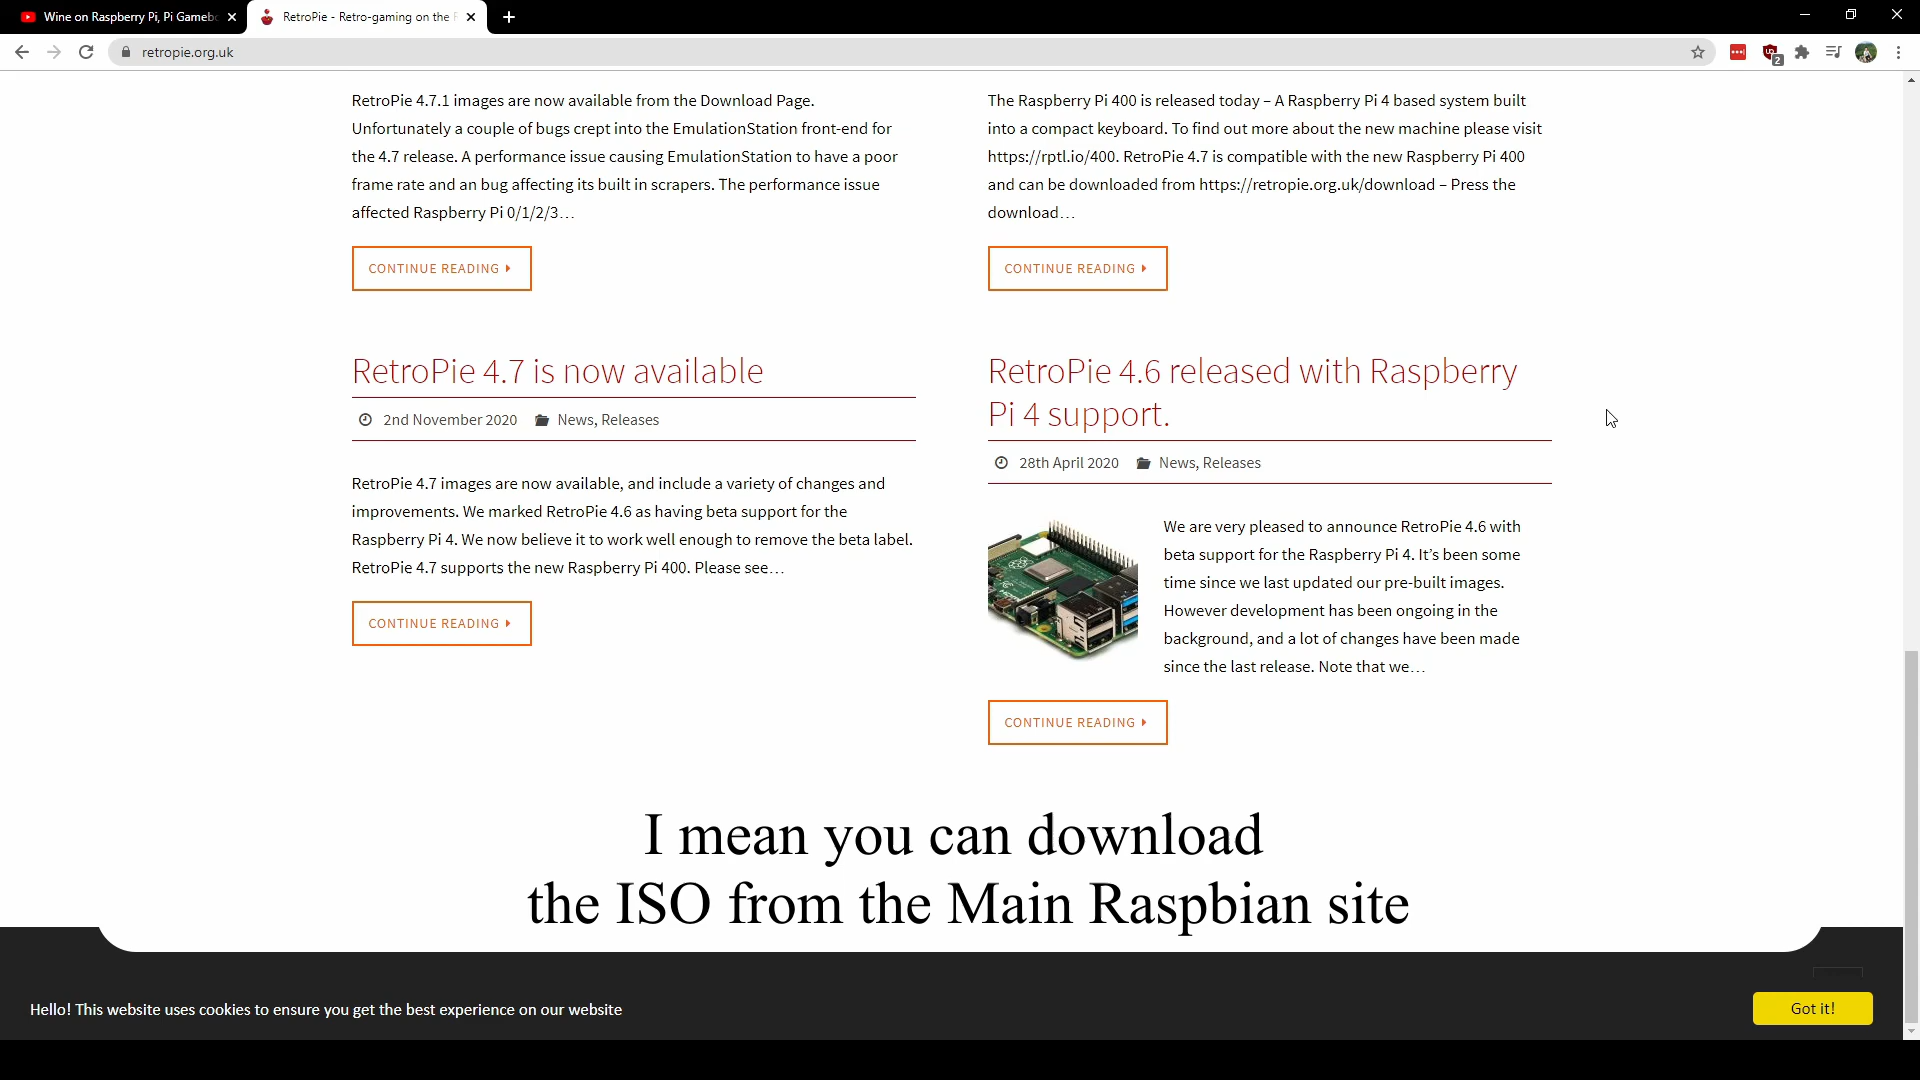 Wine on Raspberry Pi, Pi Gamebo
RetroPie - Retro-gaming on the R
retropie.org.uk
2
RetroPie 4.7.1 images are now available from the Download Page.
Unfortunately a couple of bugs crept into the EmulationStation front-end for
the 4.7 release. A performance issue causing EmulationStation to have a poor
frame rate and an bug affecting its built in scrapers. The performance issue
affected Raspberry Pi 0/1/2/3…
CONTINUE READING
The Raspberry Pi 400 is released today – A Raspberry Pi 4 based system built
into a compact keyboard. To find out more about the new machine please visit
https://rptl.io/400. RetroPie 4.7 is compatible with the new Raspberry Pi 400
and can be downloaded from https://retropie.org.uk/download – Press the
download…
CONTINUE READING
RetroPie 4.7 is now available
2nd November 2020 News, Releases
RetroPie 4.7 images are now available, and include a variety of changes and
improvements. We marked RetroPie 4.6 as having beta support for the
Raspberry Pi 4. We now believe it to work well enough to remove the beta label.
RetroPie 4.7 supports the new Raspberry Pi 400. Please see…
CONTINUE READING
RetroPie 4.6 released with Raspberry
Pi 4 support.
28th April 2020 News, Releases
We are very pleased to announce RetroPie 4.6 with
beta support for the Raspberry Pi 4. It's been some
time since we last updated our pre-built images.
However development has been ongoing in the
background, and a lot of changes have been made
since the last release. Note that we…
CONTINUE READING
I mean you can download
the ISO from the Main Raspbian site
Hello! This website uses cookies to ensure you get the best experience on our website
Got it!